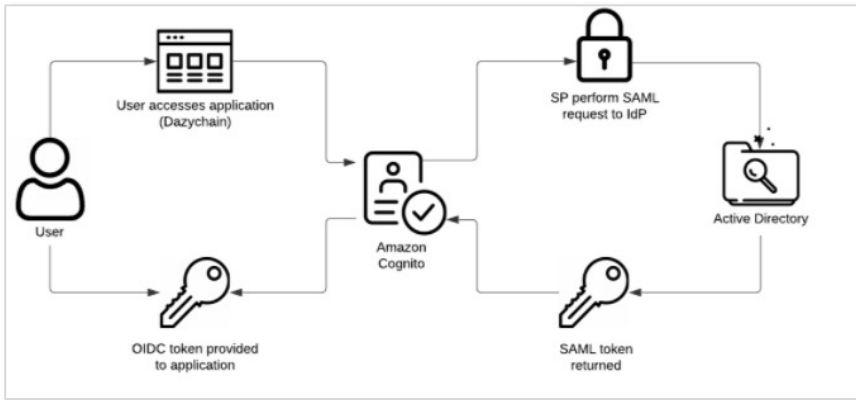 User accesses application
(Dazychain)
SP perform SAML
request to IdP
User
Amazon
Cognito
Active Directory
OIDC token provided
to application
SAML token
returned